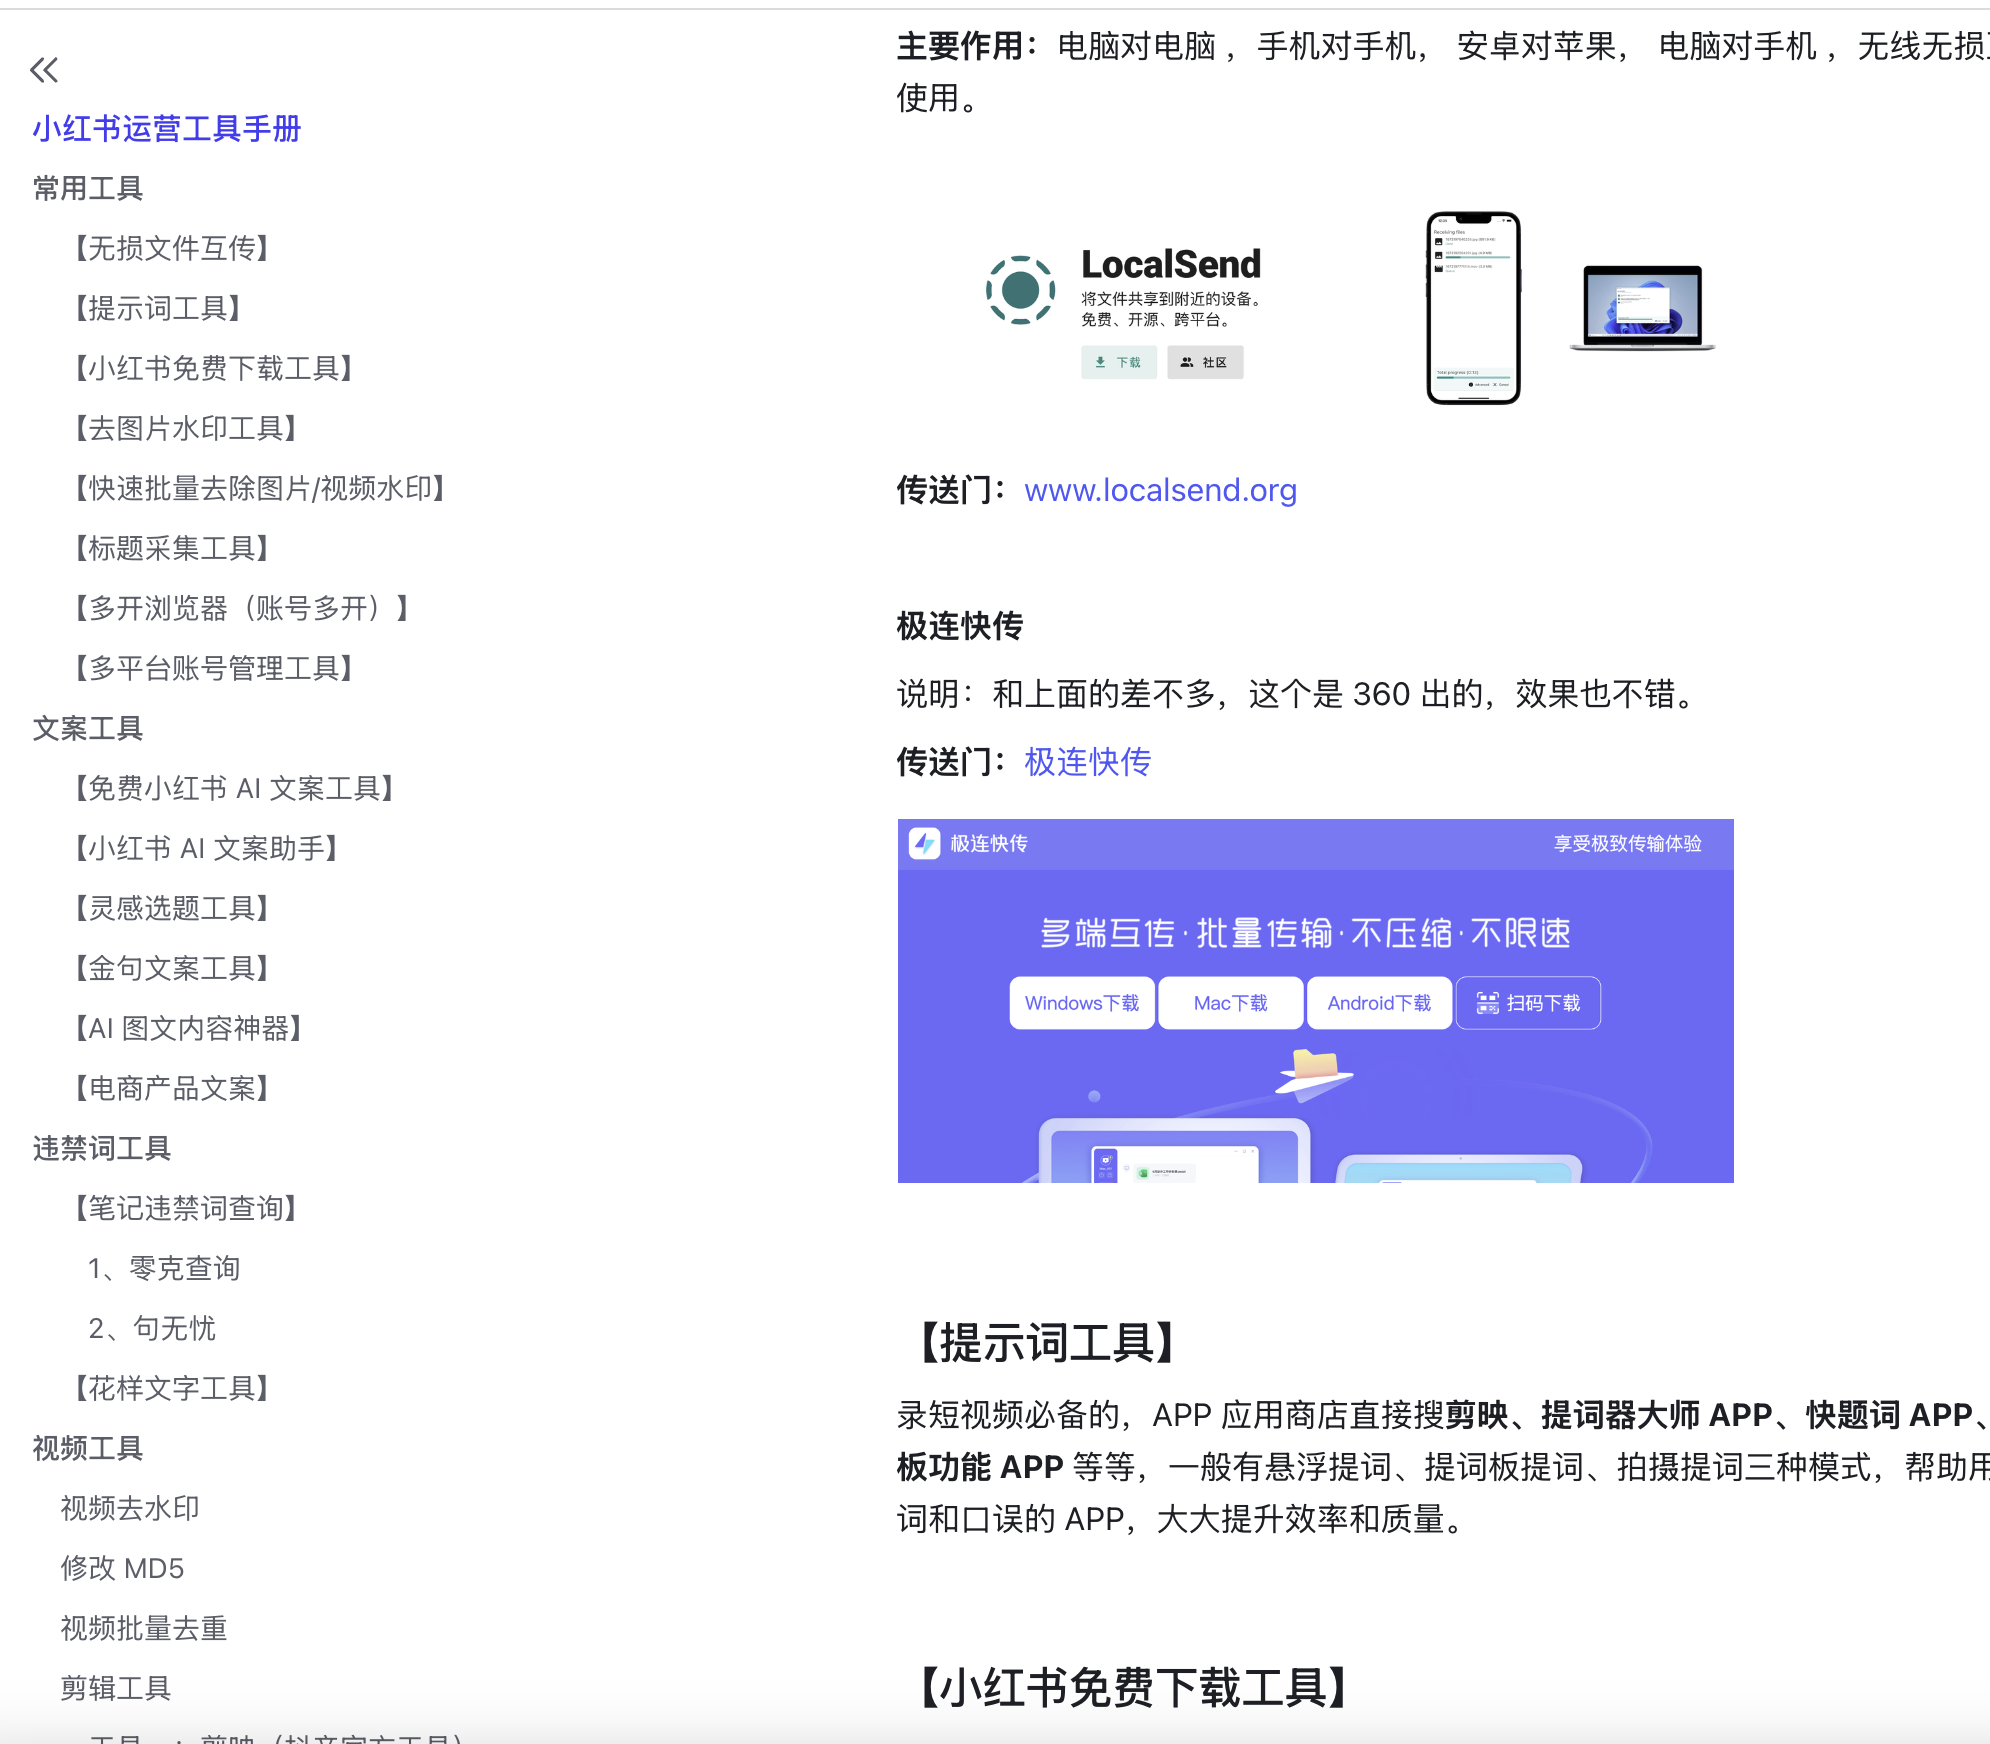 小红书运营工具手册
常用工具
【无损文件互传】
【提示词工具】
【小红书免费下载工具】
【去图片水印工具】
【快速批量去除图片/视频水印】
【标题采集工具】
【多开浏览器（账号多开）】
【多平台账号管理工具】
文案工具
【免费小红书 AI 文案工具】
【小红书 AI 文案助手】
【灵感选题工具】
【金句文案工具】
【AI 图文内容神器】
【电商产品文案】
违禁词工具
【笔记违禁词查询】
1、零克查询
2、句无忧
【花样文字工具】
视频工具
视频去水印
修改 MD5
视频批量去重
剪辑工具
主要作用：电脑对电脑 ，手机对手机， 安卓对苹果， 电脑对手机 ，无线无损
使用。
LocalSend
将文件共享到附近的设备。
免费、开源、跨平台。
下载 社区
Receiving files
传送门：www.localsend.org
极连快传
说明：和上面的差不多，这个是 360 出的，效果也不错。
传送门：极连快传
极连快传 享受极致传输体验
多端互传·批量传输·不压缩·不限速
Windows下载 Mac下载 Android下载 扫码下载
【提示词工具】
录短视频必备的，APP 应用商店直接搜剪映、提词器大师 APP、快题词 APP、
板功能 APP 等等，一般有悬浮提词、提词板提词、拍摄提词三种模式，帮助用
词和口误的 APP，大大提升效率和质量。
【小红书免费下载工具】